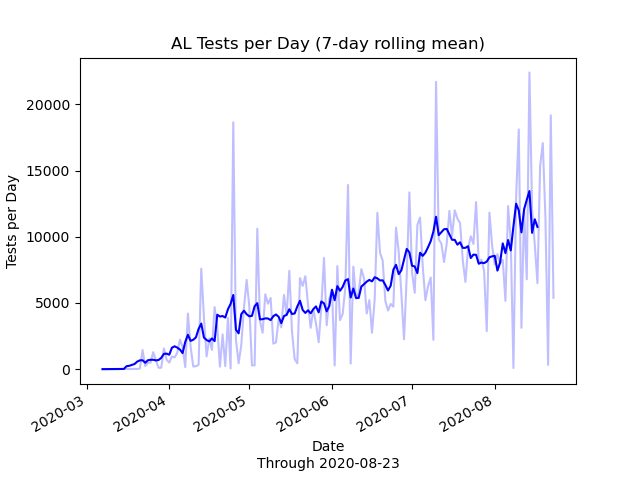 AL Tests per Day (7-day rolling mean)
20000
15000
10000
5000
0
Tests per Day
2020-03
2020-04
2020-05
2020-06
2020-07
2020-08
Date
Through 2020-08-23